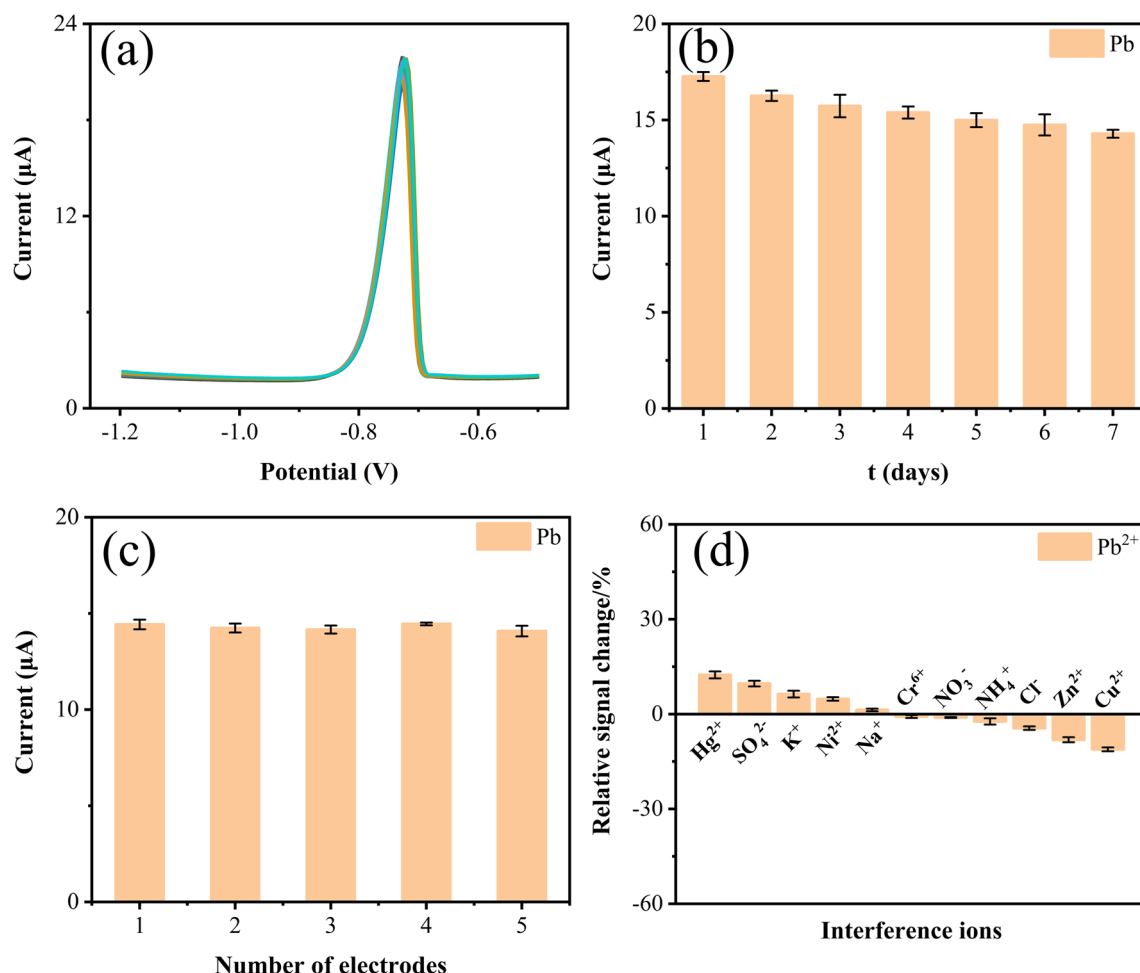 (a)
24
12
0
Current (µA)
-1.2 -1.0 -0.8 -0.6
Potential (V)
(b)
Pb
20
15
10
5
0
Current (µA)
1 2 3 4 5 6 7
t (days)
(c)
Pb
20
10
0
Current (µA)
1 2 3 4 5
Number of electrodes
(d)
Pb²⁺
60
30
0
-30
-60
Relative signal change/%
Cr⁶⁺ NO₃⁻ NH₄⁺ Cl⁻ Zn²⁺ Cu²⁺
Hg²⁺ SO₄²⁻ K⁺ Ni²⁺ Na⁺
Interference ions